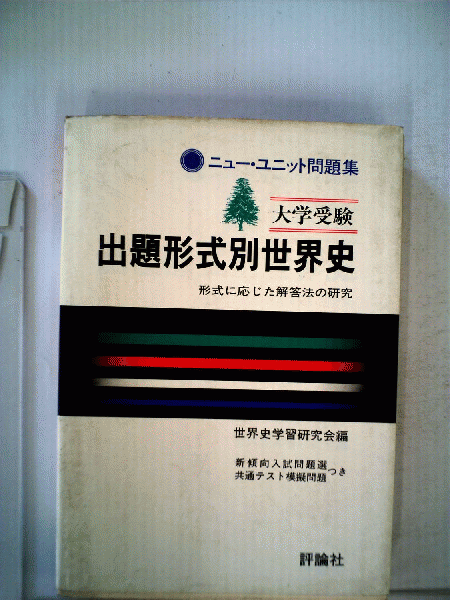 ニュー・ユニット問題集
大学受験
出題形式別世界史
形式に応じた解答法の研究
世界史学習研究会編
新傾向入試問題選
共通テスト模擬問題 つき
評論社